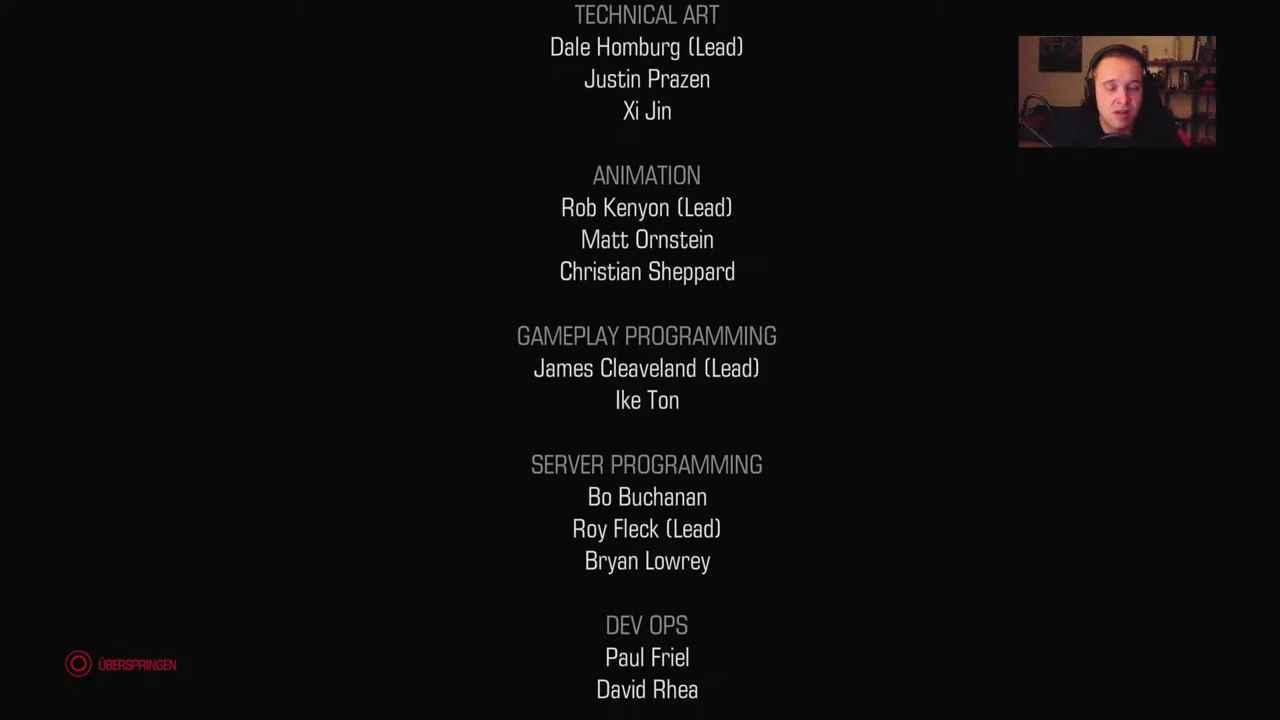 TECHNICAL ART
Dale Homburg (Lead)
Justin Prazen
Xi Jin
ANIMATION
Rob Kenyon (Lead)
Matt Ornstein
Christian Sheppard
GAMEPLAY PROGRAMMING
James Cleaveland (Lead)
Ike Ton
SERVER PROGRAMMING
Bo Buchanan
Roy Fleck (Lead)
Bryan Lowrey
DEV OPS
Paul Friel
David Rhea
ÜBERSPRINGEN